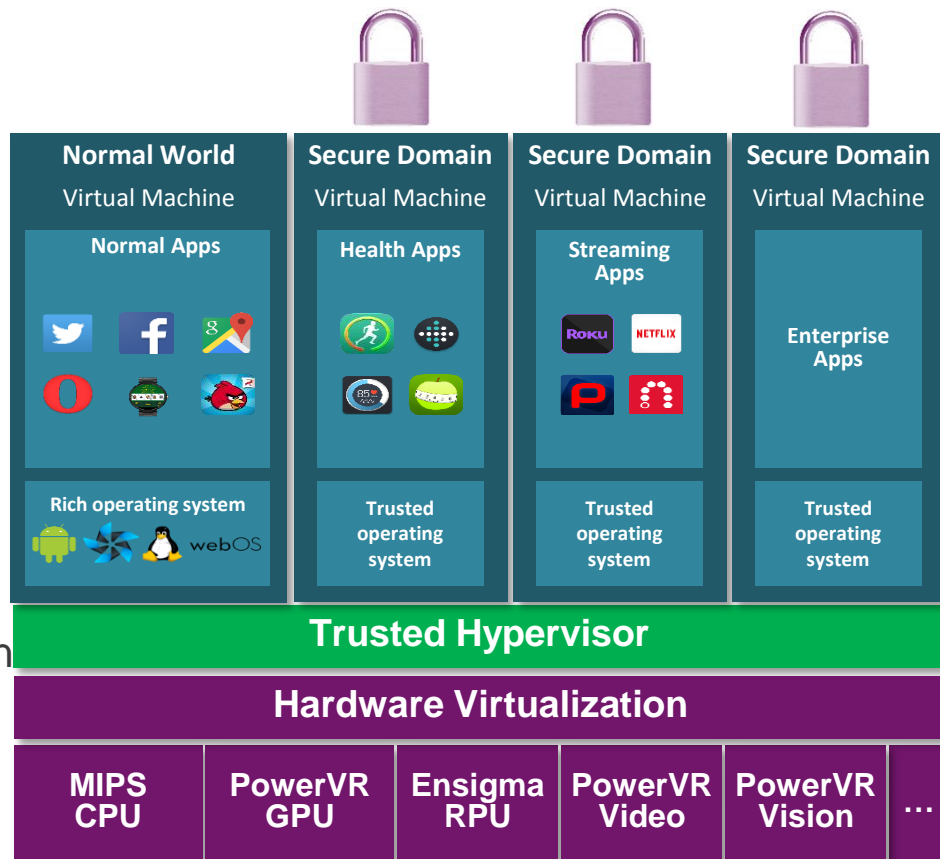 Normal World
Virtual Machine
Normal Apps
8
Rich operating system
webOS
Secure Domain
Virtual Machine
Health Apps
85
Trusted
operating
system
Secure Domain
Virtual Machine
Streaming
Apps
ROKU
NETFLIX
P
n
Trusted
operating
system
Secure Domain
Virtual Machine
Enterprise
Apps
Trusted
operating
system
Trusted Hypervisor
n
Hardware Virtualization
MIPS
CPU
PowerVR
GPU
Ensigma
RPU
PowerVR
Video
PowerVR
Vision
...